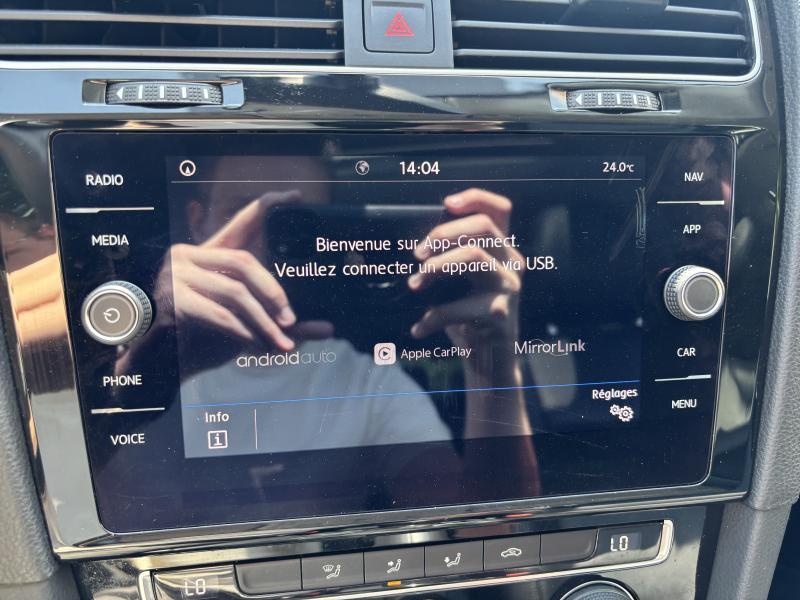 RADIO
MEDIA
PHONE
VOICE
14:04
24.0°C
Bienvenue sur App-Connect.
Veuillez connecter un appareil via USB.
androidauto
Apple CarPlay
MirrorLink
Info
i
Réglages
NAV
APP
CAR
MENU
LO
LO